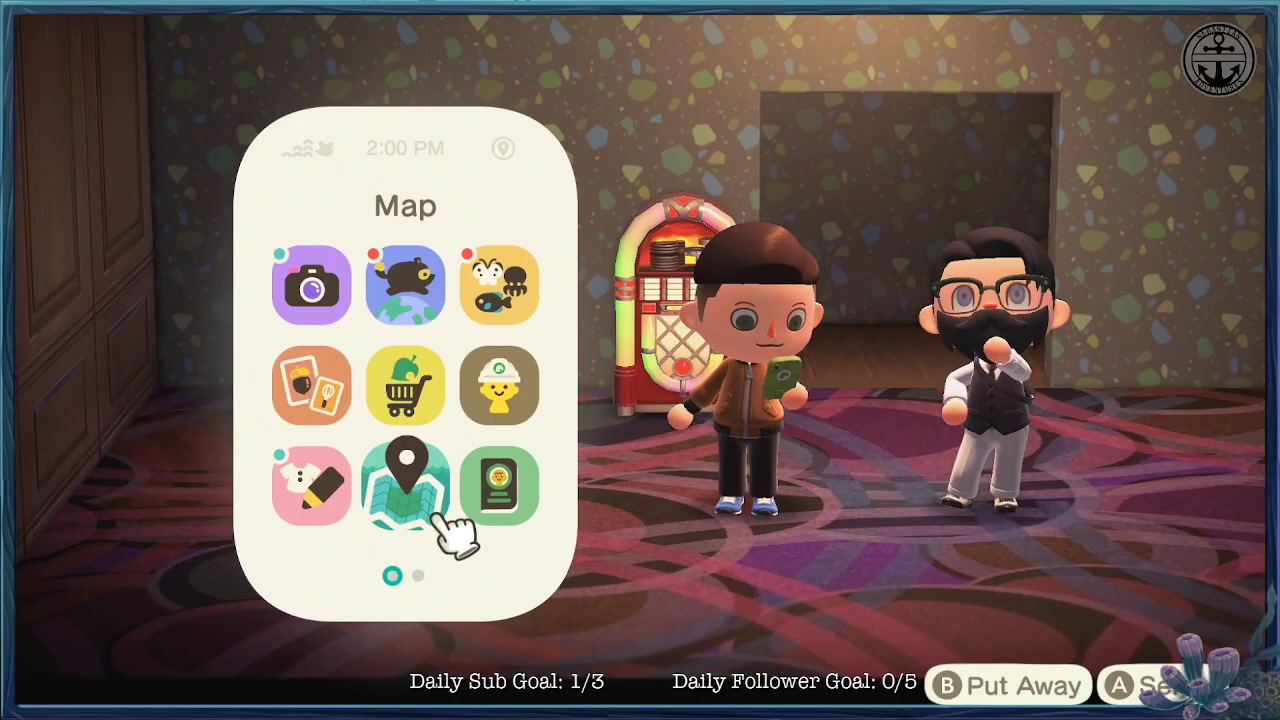 2:00 PM
Map
Daily Sub Goal: 1/3
Daily Follower Goal: 0/5
B Put Away
A